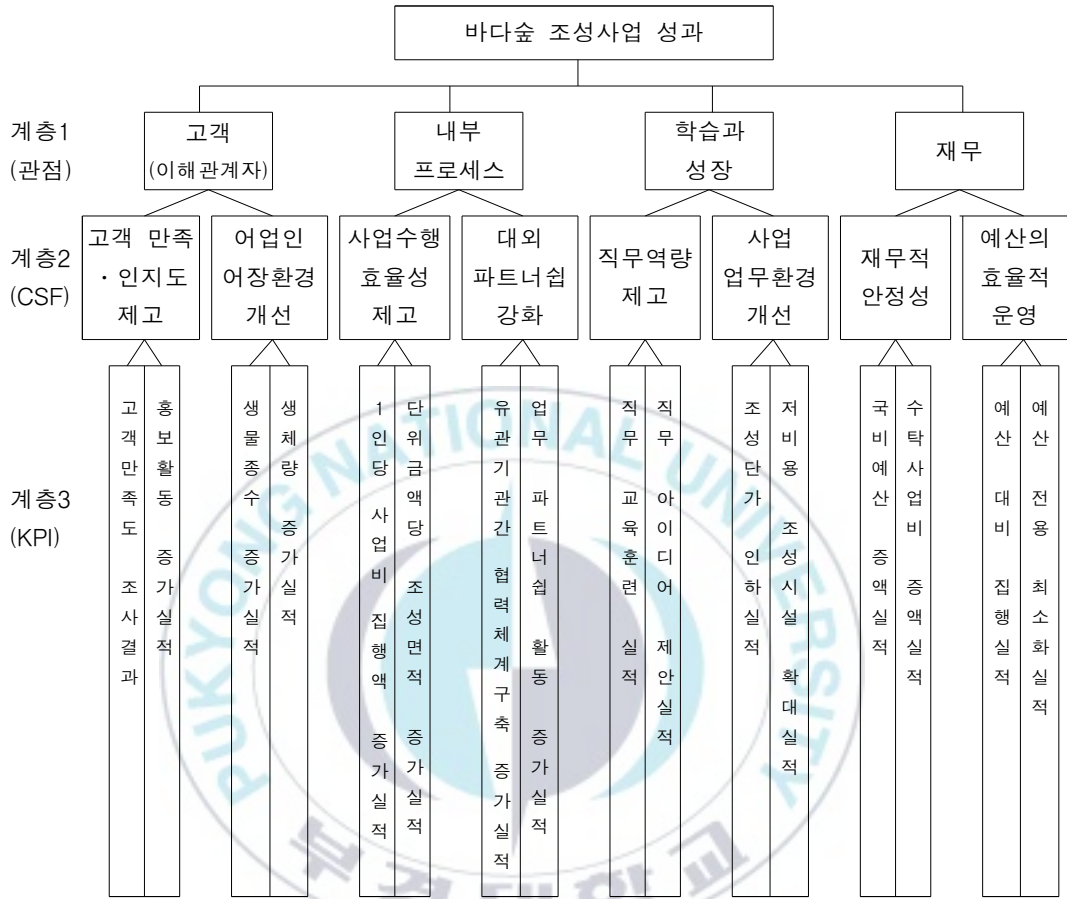 바다숲 조성사업 성과
계층1
(관점)
고객
(이해관계자)
내부
프로세스
학습과
성장
재무
계층2
(CSF)
고객 만족
·인지도
제고
어업인
어장환경
개선
사업수행
효율성
제고
대외
파트너쉽
강화
직무역량
제고
사업
업무환경
개선
재무적
안정성
예산의
효율적
운영
계층3
(KPI)
고객만족도 조사결과
홍보활동 증가실적
생물종수 증가실적
생체량 증가실적
1인당 사업비 집행액 증가실적
단위금액당 조성면적 증가실적
유관기관간 협력체계구축 증가실적
업무 파트너쉽 활동 증가실적
직무 교육훈련 실적
직무 아이디어 제안실적
조성단가 인하실적
저비용 조성시설 확대실적
국비예산 증액실적
수탁사업비 증액실적
예산 대비 집행실적
예산 전용 최소화실적
PUKYONG NATIONAL UNIVERSITY
부경대학교